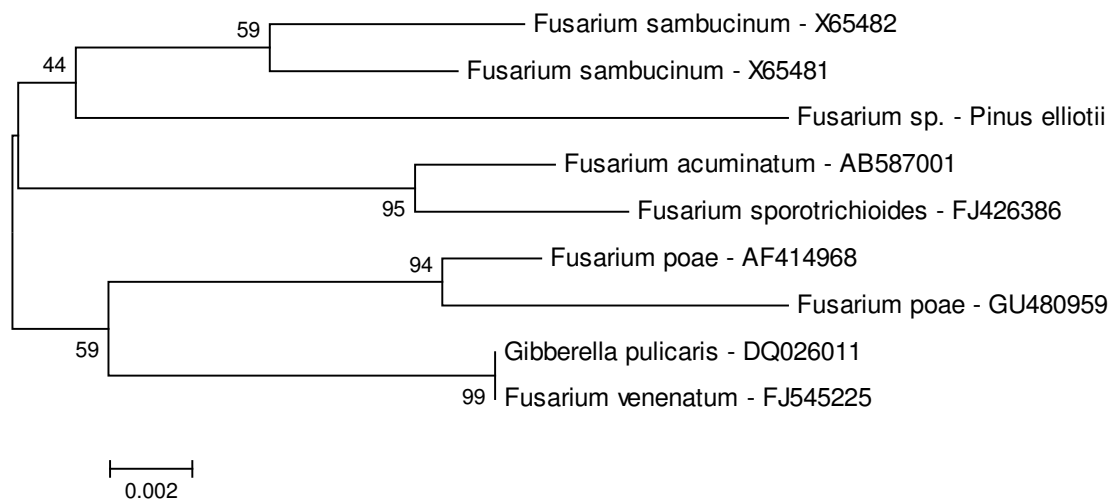 59
Fusarium sambucinum - X65482
44
Fusarium sambucinum - X65481
Fusarium sp. - Pinus elliotii
Fusarium acuminatum - AB587001
95
Fusarium sporotrichioides - FJ426386
94
Fusarium poae - AF414968
Fusarium poae - GU480959
59
Gibberella pulicaris - DQ026011
99
Fusarium venenatum - FJ545225
0.002